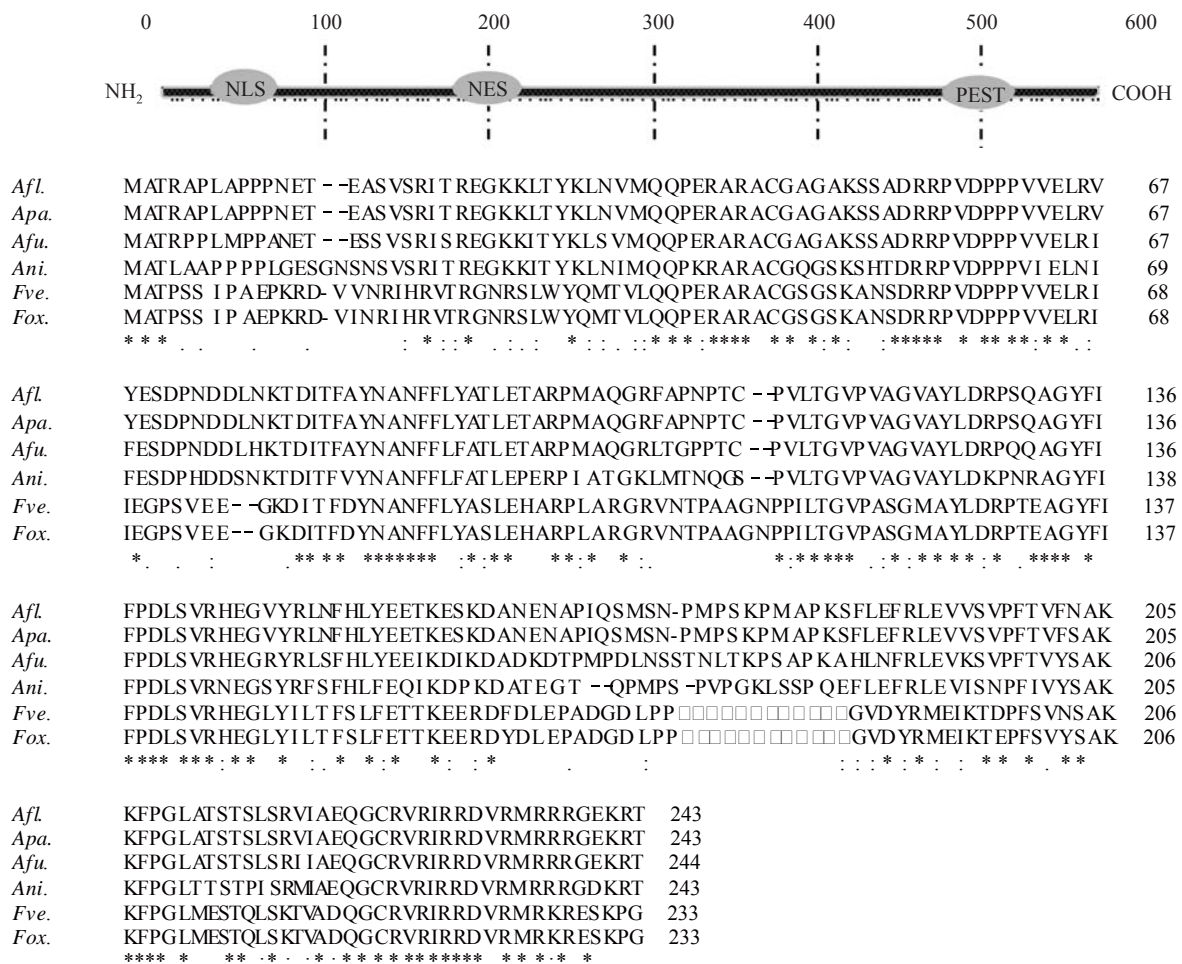 0 100 200 300 400 500 600
NH2 NLS NES PEST COOH
Afl. MATRAPLAPPPNET--EASVSRITREGKKLTYKLNVMQQPERARACGAGAKSSADRRPVDPPPVVELRV 67
Apa. MATRAPLAPPPNET--EASVSRITREGKKLTYKLNVMQQPERARACGAGAKSSADRRPVDPPPVVELRV 67
Afu. MATRPPLMPPANET--ESSVSRISREGKKITYKLSVMQQPERARACGAGAKSSADRRPVDPPPVVELRI 67
Ani. MATLAAPPPPLGESGNSNSVSRITREGKKITYKLNIMQQPKRARACGQGSKSHTDRRPVDPPPVIELNI 69
Fve. MATPSSIPAEPKRD-VVNRIHRVTRGNRSLWYQMTVLQQPERARACGSGSKANSDRRPVDPPPVVELRI 68
Fox. MATPSSIPAEPKRD-VINRIHRVTRGNRSLWYQMTVLQQPERARACGSGSKANSDRRPVDPPPVVELRI 68
*** . . . . : *::* . :.: * .::***:**** ** *:*: .:***** *****:** .:
Afl. YESDPNDDLNKTDITFAYNANFFLYATLETARPMAQGRFAPNPTC--PVLTGVPVAGVAYLDRPSQAGYFI 136
Apa. YESDPNDDLNKTDITFAYNANFFLYATLETARPMAQGRFAPNPTC--PVLTGVPVAGVAYLDRPSQAGYFI 136
Afu. FESDPNDDLHKTDITFAYNANFFLFATLETARPMAQGRLTGPPTC--PVLTGVPVAGVAYLDRPQQAGYFI 136
Ani. FESDPHDDSNKTDITFVYNANFFLFATLEPERPIATGKLMTNQGS--PVLTGVPVAGVAYLDKPNRAGYFI 138
Fve. IEGPSVEE--GKDITFDYNANFFLYASLEHARPLARGRVNTPAAGNPPILTGVPASGMAYLDRPTEAGYFI 137
Fox. IEGPSVEE--GKDITFDYNANFFLYASLEHARPLARGRVNTPAAGNPPILTGVPASGMAYLDRPTEAGYFI 137
*. . : **** *******:*:** **:* *:. *:*****.:*:****:* .*****
Afl. FPDLSVRHEGVYRLNFHLYEETKESKDANENAPIQSMSN-PMPSKPMAPKSFLEFRLEVVSVPFTVFNAK 205
Apa. FPDLSVRHEGVYRLNFHLYEETKESKDANENAPIQSMSN-PMPSKPMAPKSFLEFRLEVVSVPFTVFSAK 205
Afu. FPDLSVRHEGRYRLSFHLYEEIKDIKDADKDTPMPDLNSSTNLTKPSAPKAHLNFRLEVKSVPFTVYSAK 206
Ani. FPDLSVRNEGSYRFSFHLFEQIKDPKDATEGT--QPMPS-PVPGKLSSPQEFLEFRLEVISNPFIVYSAK 205
Fve. FPDLSVRHEGLYILTFSLFETTKEERDFDLEPADGDLPP□□□□□□□□□□□□GVDYRMEIKTDPFSVNSAK 206
Fox. FPDLSVRHEGLYILTFSLFETTKEERDYDLEPADGDLPP□□□□□□□□□□□□GVDYRMEIKTEPFSVYSAK 206
*******:** * :.* *:* *: :* . : .::*:*: : ** * .**
Afl. KFPGLATSTSLSRVIAEQGCRVRIRRDVRMRRRGEKRT 243
Apa. KFPGLATSTSLSRVIAEQGCRVRIRRDVRMRRRGEKRT 243
Afu. KFPGLATSTSLSRIIAEQGCRVRIRRDVRMRRRGEKRT 244
Ani. KFPGLTTSTPISRMIAEQGCRVRIRRDVRMRRRGDKRT 243
Fve. KFPGLMESTQLSKTVADQGCRVRIRRDVRMRKRESKPG 233
Fox. KFPGLMESTQLSKTVADQGCRVRIRRDVRMRKRESKPG 233
***** ** :*: :*:**************:* .*